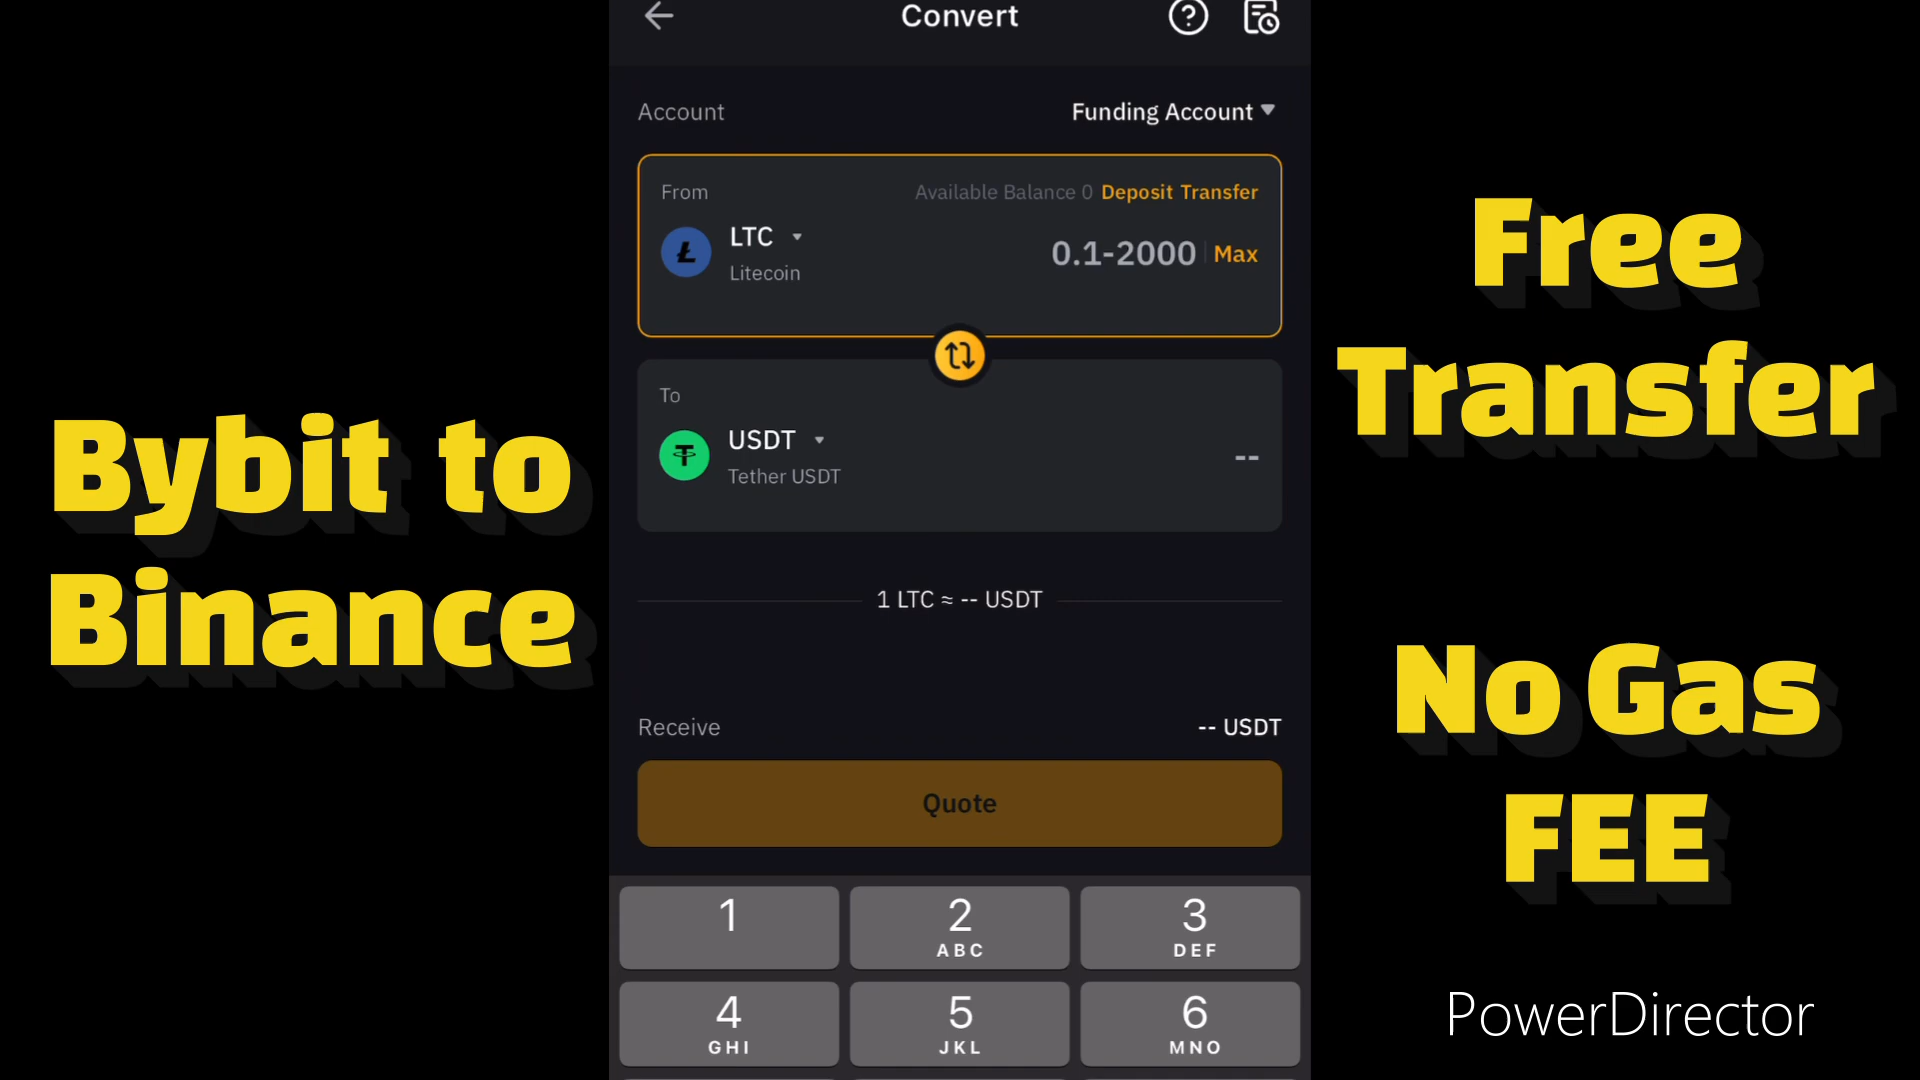 Convert
Account
Funding Account
From
Available Balance 0 Deposit Transfer
LTC
Litecoin
0.1-2000 Max
To
USDT
Tether USDT
--
1 LTC ≈ -- USDT
Receive
-- USDT
Quote
1
2
ABC
3
DEF
4
GHI
5
JKL
6
MNO
Bybit to
Binance
Free
Transfer
No Gas
FEE
PowerDirector